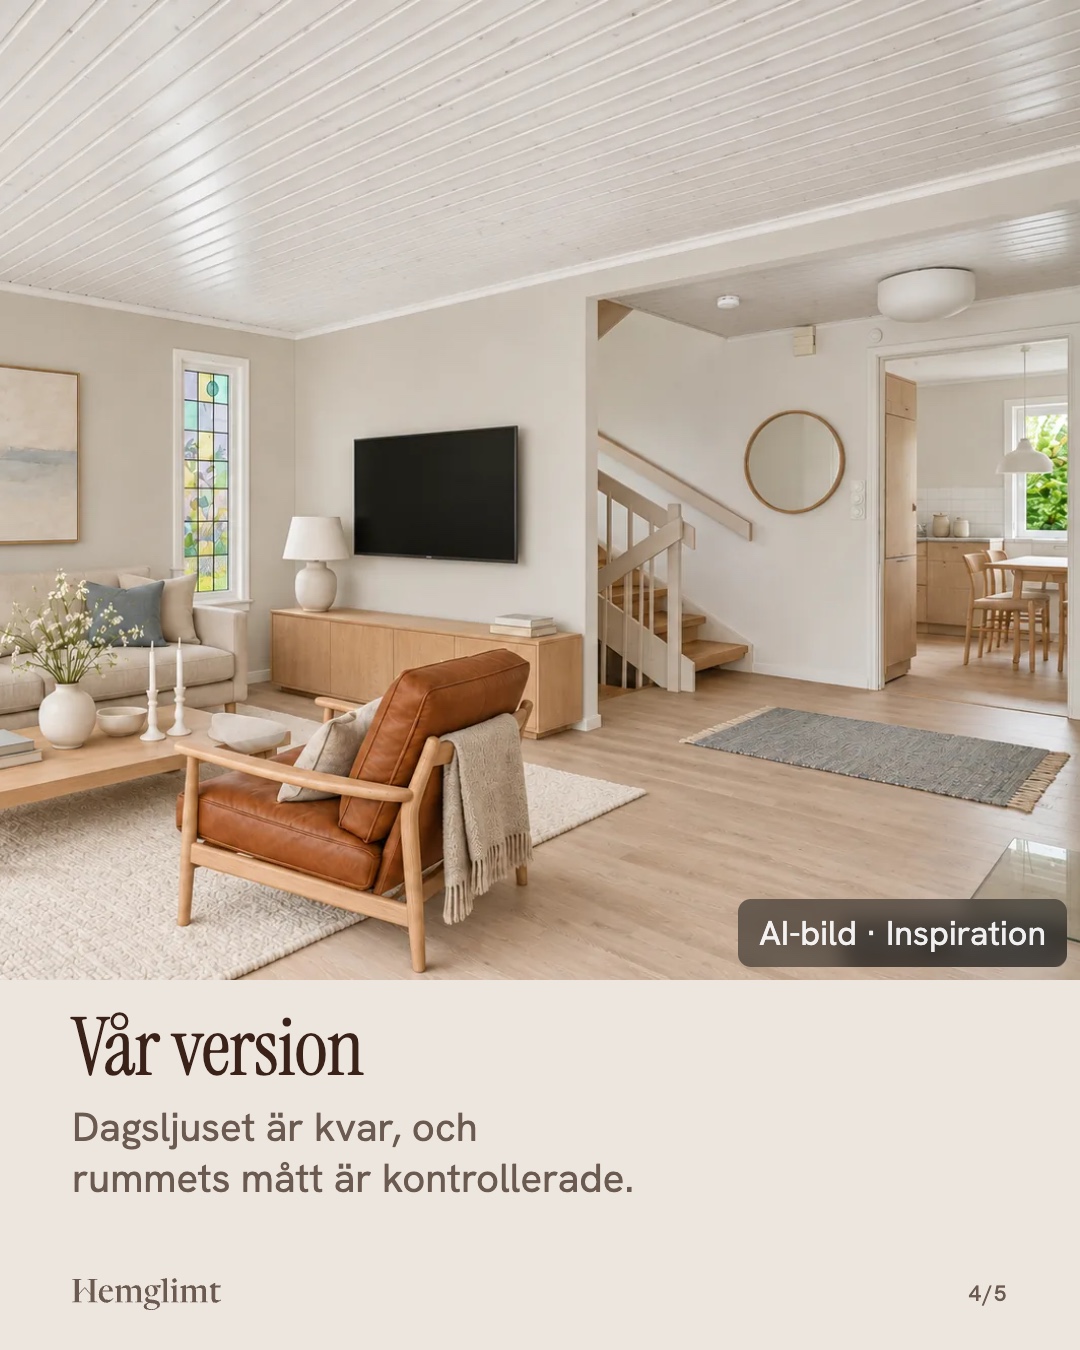 AI-bild · Inspiration
Vår version
Dagsljuset är kvar, och
rummets mått är kontrollerade.
Hemglimt
4/5